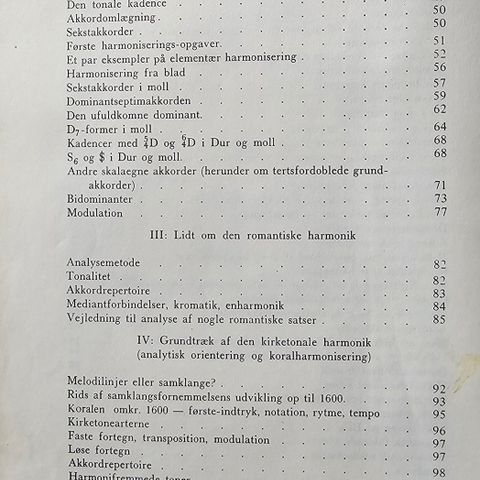 Den tonale kadence 50
Akkordomlægning 50
Sekstakkorder
Første harmoniserings-opgaver 51
Et par eksempler på elementær harmonisering 52
Harmonisering fra blad 56
Sekstakkorder i moll 57
Dominantseptimakkorden 59
Den ufuldkomne dominant 62
D7-former i moll 64
Kadencer med D og D i Dur og moll 68
S6 og $ i Dur og moll 68
Andre skalaegne akkorder (herunder om tertsfordoblede grund-
akkorder) 71
Bidominanter 73
Modulation 77
III: Lidt om den romantiske harmonik
Analysemetode 82
Tonalitet 82
Akkordrepertoire 83
Mediantforbindelser, kromatik, enharmonik 84
Vejledning til analyse af nogle romantiske satser 85
IV: Grundtræk af den kirketonale harmonik
(analytisk orientering og koralharmonisering)
Melodilinjer eller samklange? 92
Rids af samklangsfornemmelsens udvikling op til 1600. 93
Koralen omkr. 1600 — første-indtryk, notation, rytme, tempo 95
Kirketonearterne 96
Faste fortegn, transposition, modulation 97
Løse fortegn 97
Akkordrepertoire 98
Harmonifremmede toner